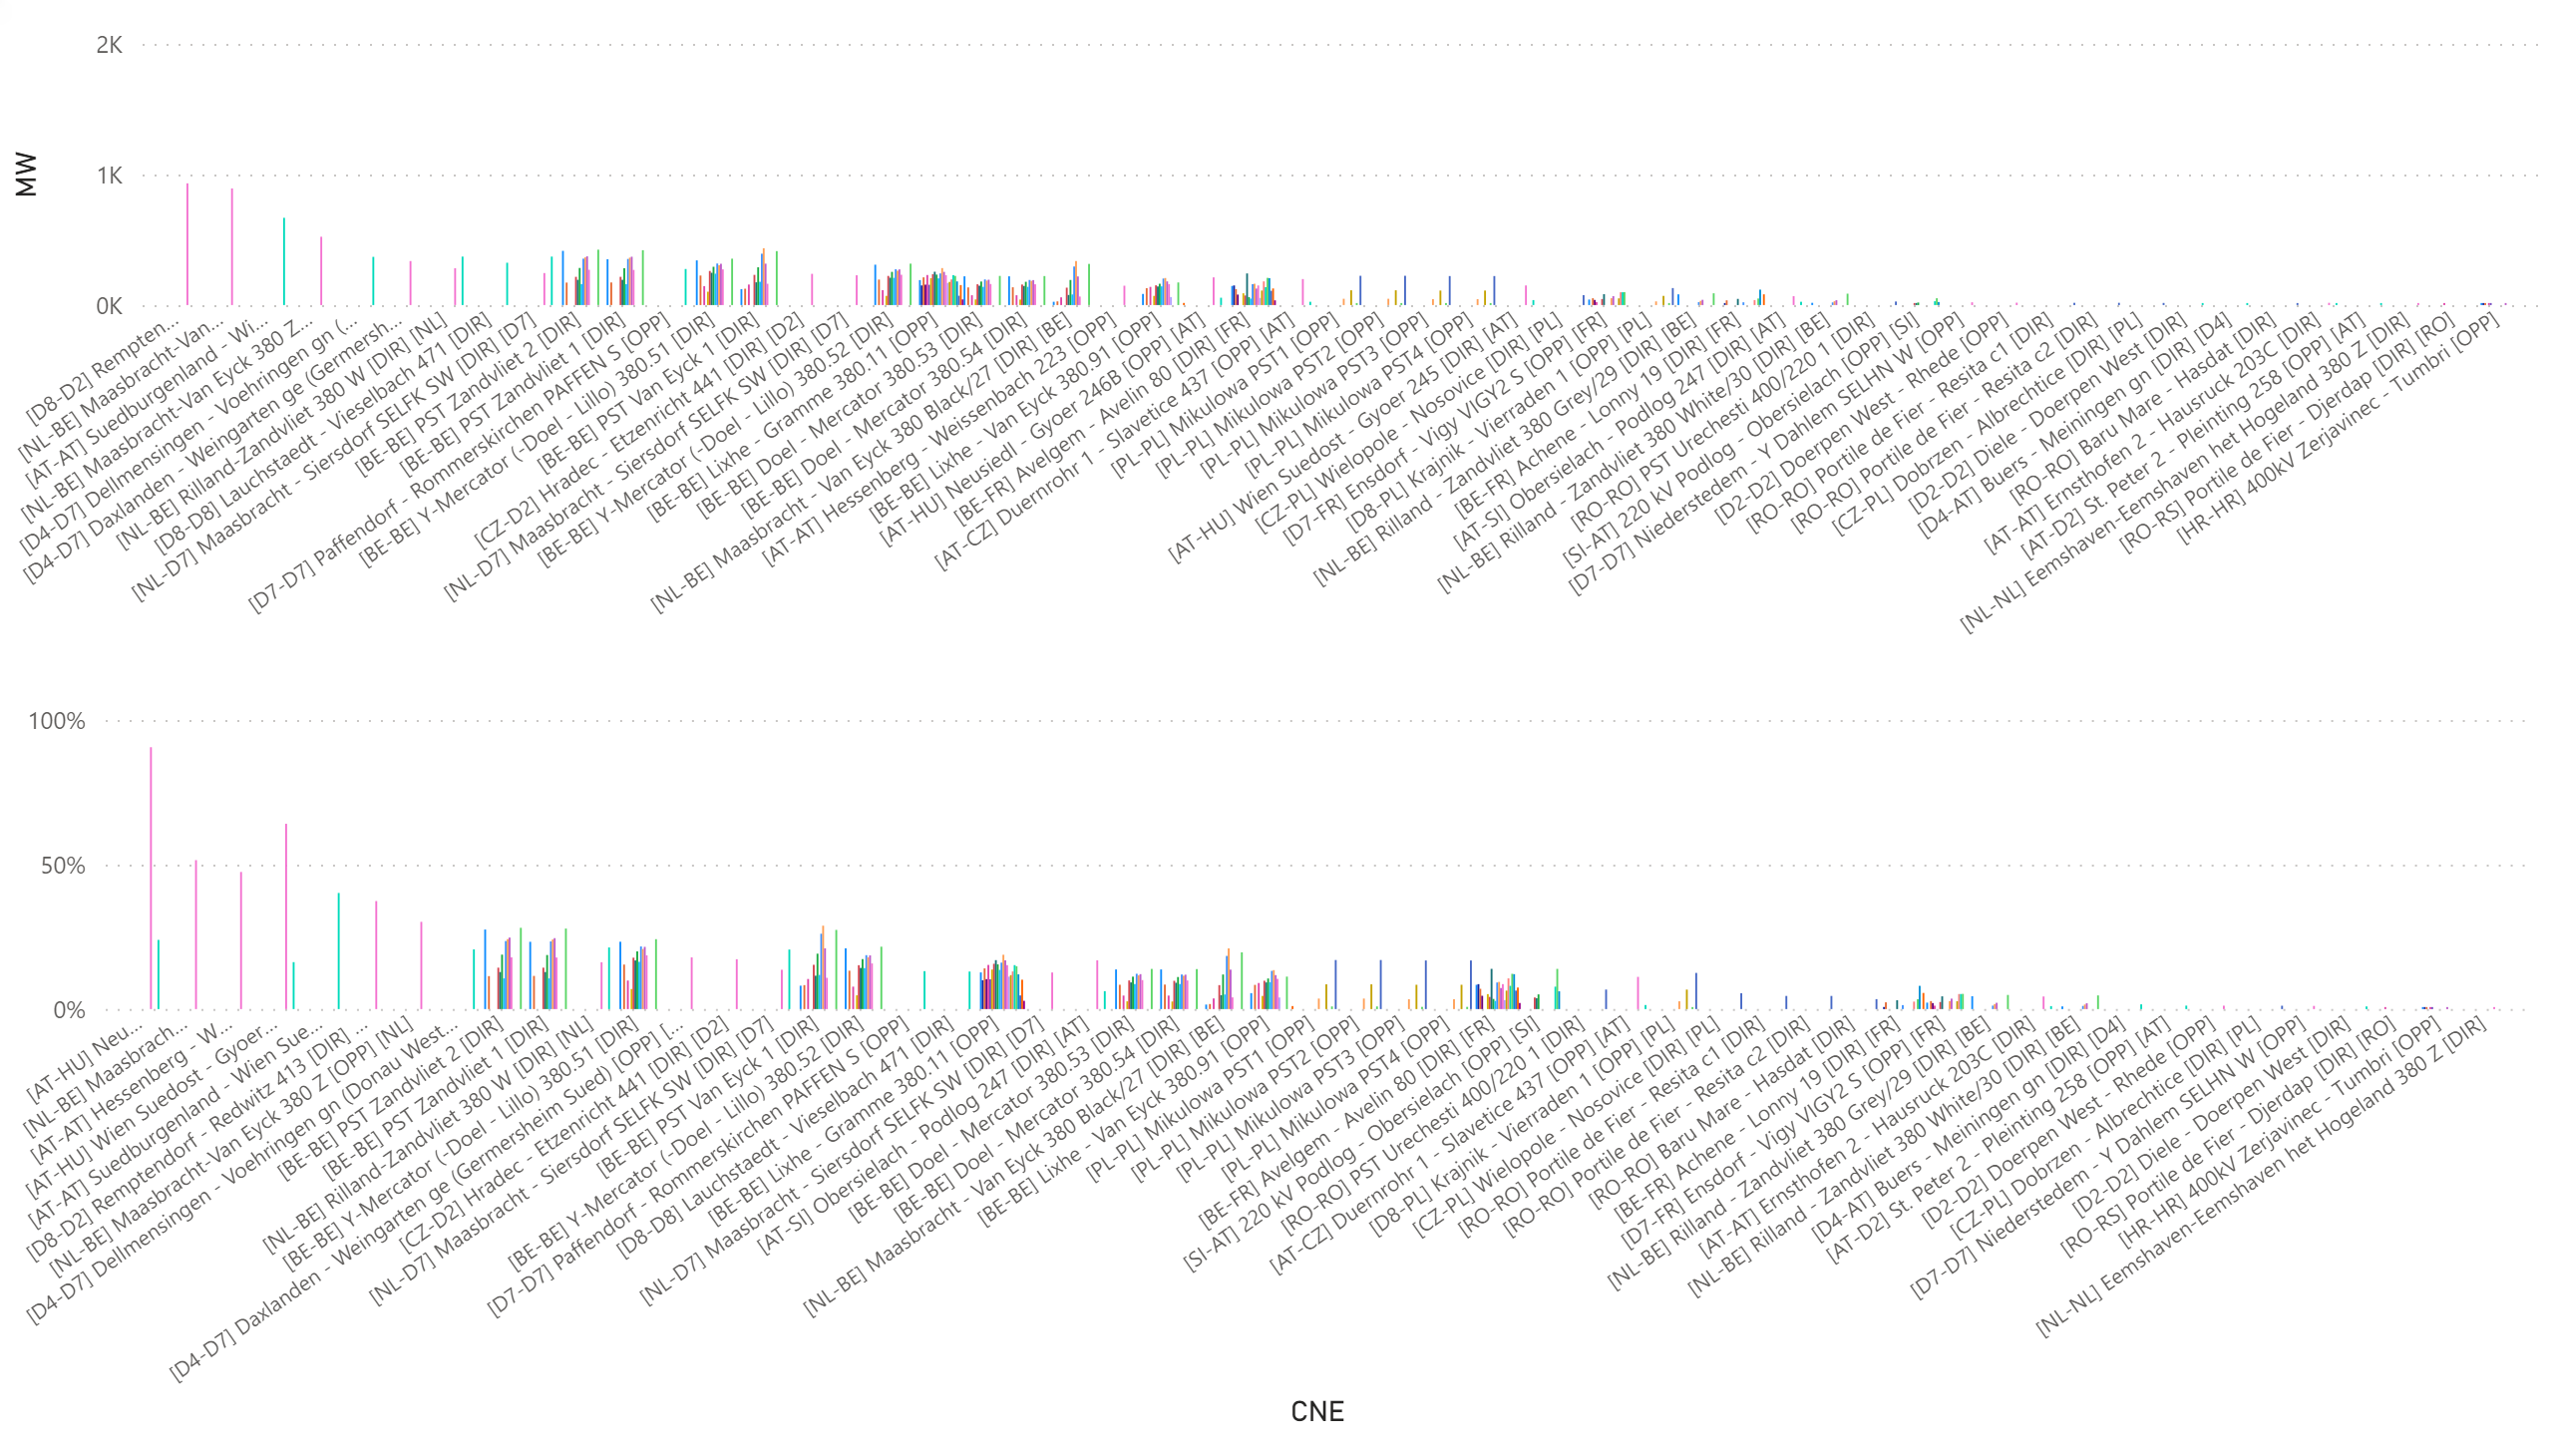 2K
1K
0K
MW
[D8-D2] Rempten...
[NL-BE] Maasbracht-Van...
[AT-AT] Suedburgenland - Wi...
[NL-BE] Maasbracht-Van Eyck 380 Z...
[D4-D7] Dellmensingen - Voehringen gn (...
[D4-D7] Daxlanden - Weingarten ge (Germersh...
[NL-BE] Rilland-Zandvliet 380 W [DIR] [NL]
[D8-D8] Lauchstaedt - Vieselbach 471 [DIR]
[NL-D7] Maasbracht - Siersdorf SELFK SW [DIR] [D7]
[BE-BE] PST Zandvliet 2 [DIR]
[BE-BE] PST Zandvliet 1 [DIR]
[D7-D7] Paffendorf - Rommerskirchen PAFFEN S [OPP]
[BE-BE] Y-Mercator (-Doel - Lillo) 380.51 [DIR]
[BE-BE] PST Van Eyck 1 [DIR]
[CZ-D2] Hradec - Etzenricht 441 [DIR] [D2]
[NL-D7] Maasbracht - Siersdorf SELFK SW [DIR] [D7]
[BE-BE] Y-Mercator (-Doel - Lillo) 380.52 [DIR]
[BE-BE] Lixhe - Gramme 380.11 [OPP]
[BE-BE] Doel - Mercator 380.53 [DIR]
[BE-BE] Doel - Mercator 380.54 [DIR]
[NL-BE] Maasbracht - Van Eyck 380 Black/27 [DIR] [BE]
[AT-AT] Hessenberg - Weissenbach 223 [OPP]
[BE-BE] Lixhe - Van Eyck 380.91 [OPP]
[AT-HU] Neusiedl - Gyoer 246B [OPP] [AT]
[BE-FR] Avelgem - Avelin 80 [DIR] [FR]
[AT-CZ] Duernrohr 1 - Slavetice 437 [OPP] [AT]
[PL-PL] Mikulowa PST1 [OPP]
[PL-PL] Mikulowa PST2 [OPP]
[PL-PL] Mikulowa PST3 [OPP]
[PL-PL] Mikulowa PST4 [OPP]
[AT-HU] Wien Suedost - Gyoer 245 [DIR] [AT]
[CZ-PL] Wielopole - Nosovice [DIR] [PL]
[D7-FR] Ensdorf - Vigy VIGY2 S [OPP] [FR]
[D8-PL] Krajnik - Vierraden 1 [OPP] [PL]
[NL-BE] Rilland - Zandvliet 380 Grey/29 [DIR] [BE]
[BE-FR] Achene - Lonny 19 [DIR] [FR]
[AT-SI] Obersielach - Podlog 247 [DIR] [AT]
[NL-BE] Rilland - Zandvliet 380 White/30 [DIR] [BE]
[RO-RO] PST Urechesti 400/220 1 [DIR]
[SI-AT] 220 kV Podlog - Obersielach [OPP] [SI]
[D7-D7] Niederstedem - Y Dahlem SELHN W [OPP]
[D2-D2] Doerpen West - Rhede [OPP]
[RO-RO] Portile de Fier - Resita c1 [DIR]
[RO-RO] Portile de Fier - Resita c2 [DIR]
[CZ-PL] Dobrzen - Albrechtice [DIR] [PL]
[D2-D2] Diele - Doerpen West [DIR]
[D4-AT] Buers - Meiningen gn [DIR] [D4]
[RO-RO] Baru Mare - Hasdat [DIR]
[AT-AT] Ernsthofen 2 - Hausruck 203C [DIR]
[AT-D2] St. Peter 2 - Pleinting 258 [OPP] [AT]
[NL-NL] Eemshaven-Eemshaven het Hogeland 380 Z [DIR]
[RO-RS] Portile de Fier - Djerdap [DIR] [RO]
[HR-HR] 400kV Zerjavinec - Tumbri [OPP]
100%
50%
0%
[AT-HU] Neu...
[NL-BE] Maasbrach...
[AT-AT] Hessenberg - W...
[AT-HU] Wien Suedost - Gyoer...
[AT-AT] Suedburgenland - Wien Sue...
[D8-D2] Remptendorf - Redwitz 413 [DIR] ...
[NL-BE] Maasbracht-Van Eyck 380 Z [OPP] [NL]
[D4-D7] Dellmensingen - Voehringen gn (Donau West...
[BE-BE] PST Zandvliet 2 [DIR]
[BE-BE] PST Zandvliet 1 [DIR]
[NL-BE] Rilland-Zandvliet 380 W [DIR] [NL]
[BE-BE] Y-Mercator (-Doel - Lillo) 380.51 [DIR]
[D4-D7] Daxlanden - Weingarten ge (Germersheim Sued) [OPP] [...
[CZ-D2] Hradec - Etzenricht 441 [DIR] [D2]
[NL-D7] Maasbracht - Siersdorf SELFK SW [DIR] [D7]
[BE-BE] PST Van Eyck 1 [DIR]
[BE-BE] Y-Mercator (-Doel - Lillo) 380.52 [DIR]
[D7-D7] Paffendorf - Rommerskirchen PAFFEN S [OPP]
[D8-D8] Lauchstaedt - Vieselbach 471 [DIR]
[BE-BE] Lixhe - Gramme 380.11 [OPP]
[NL-D7] Maasbracht - Siersdorf SELFK SW [DIR] [D7]
[AT-SI] Obersielach - Podlog 247 [DIR] [AT]
[BE-BE] Doel - Mercator 380.53 [DIR]
[BE-BE] Doel - Mercator 380.54 [DIR]
[NL-BE] Maasbracht - Van Eyck 380 Black/27 [DIR] [BE]
[BE-BE] Lixhe - Van Eyck 380.91 [OPP]
[PL-PL] Mikulowa PST1 [OPP]
[PL-PL] Mikulowa PST2 [OPP]
[PL-PL] Mikulowa PST3 [OPP]
[PL-PL] Mikulowa PST4 [OPP]
[BE-FR] Avelgem - Avelin 80 [DIR] [FR]
[SI-AT] 220 kV Podlog - Obersielach [OPP] [SI]
[RO-RO] PST Urechesti 400/220 1 [DIR]
[AT-CZ] Duernrohr 1 - Slavetice 437 [OPP] [AT]
[D8-PL] Krajnik - Vierraden 1 [OPP] [PL]
[CZ-PL] Wielopole - Nosovice [DIR] [PL]
[RO-RO] Portile de Fier - Resita c1 [DIR]
[RO-RO] Portile de Fier - Resita c2 [DIR]
[RO-RO] Baru Mare - Hasdat [DIR]
[BE-FR] Achene - Lonny 19 [DIR] [FR]
[D7-FR] Ensdorf - Vigy VIGY2 S [OPP] [FR]
[NL-BE] Rilland - Zandvliet 380 Grey/29 [DIR] [BE]
[AT-AT] Ernsthofen 2 - Hausruck 203C [DIR]
[NL-BE] Rilland - Zandvliet 380 White/30 [DIR] [BE]
[D4-AT] Buers - Meiningen gn [DIR] [D4]
[AT-D2] St. Peter 2 - Pleinting 258 [OPP] [AT]
[D2-D2] Doerpen West - Rhede [OPP]
[CZ-PL] Dobrzen - Albrechtice [DIR] [PL]
[D7-D7] Niederstedem - Y Dahlem SELHN W [OPP]
[D2-D2] Diele - Doerpen West [DIR]
[RO-RS] Portile de Fier - Djerdap [DIR] [RO]
[HR-HR] 400kV Zerjavinec - Tumbri [OPP]
[NL-NL] Eemshaven-Eemshaven het Hogeland 380 Z [DIR]
CNE